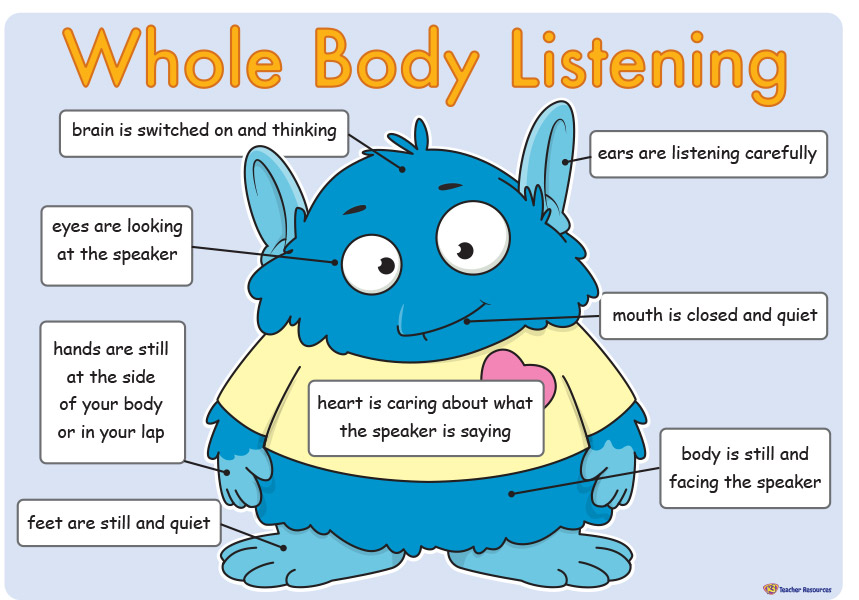 Whole Body Listening
brain is switched on and thinking
ears are listening carefully
eyes are looking
at the speaker
mouth is closed and quiet
hands are still
at the side
of your body
or in your lap
heart is caring about what
the speaker is saying
body is still and
facing the speaker
feet are still and quiet
Teacher Resources